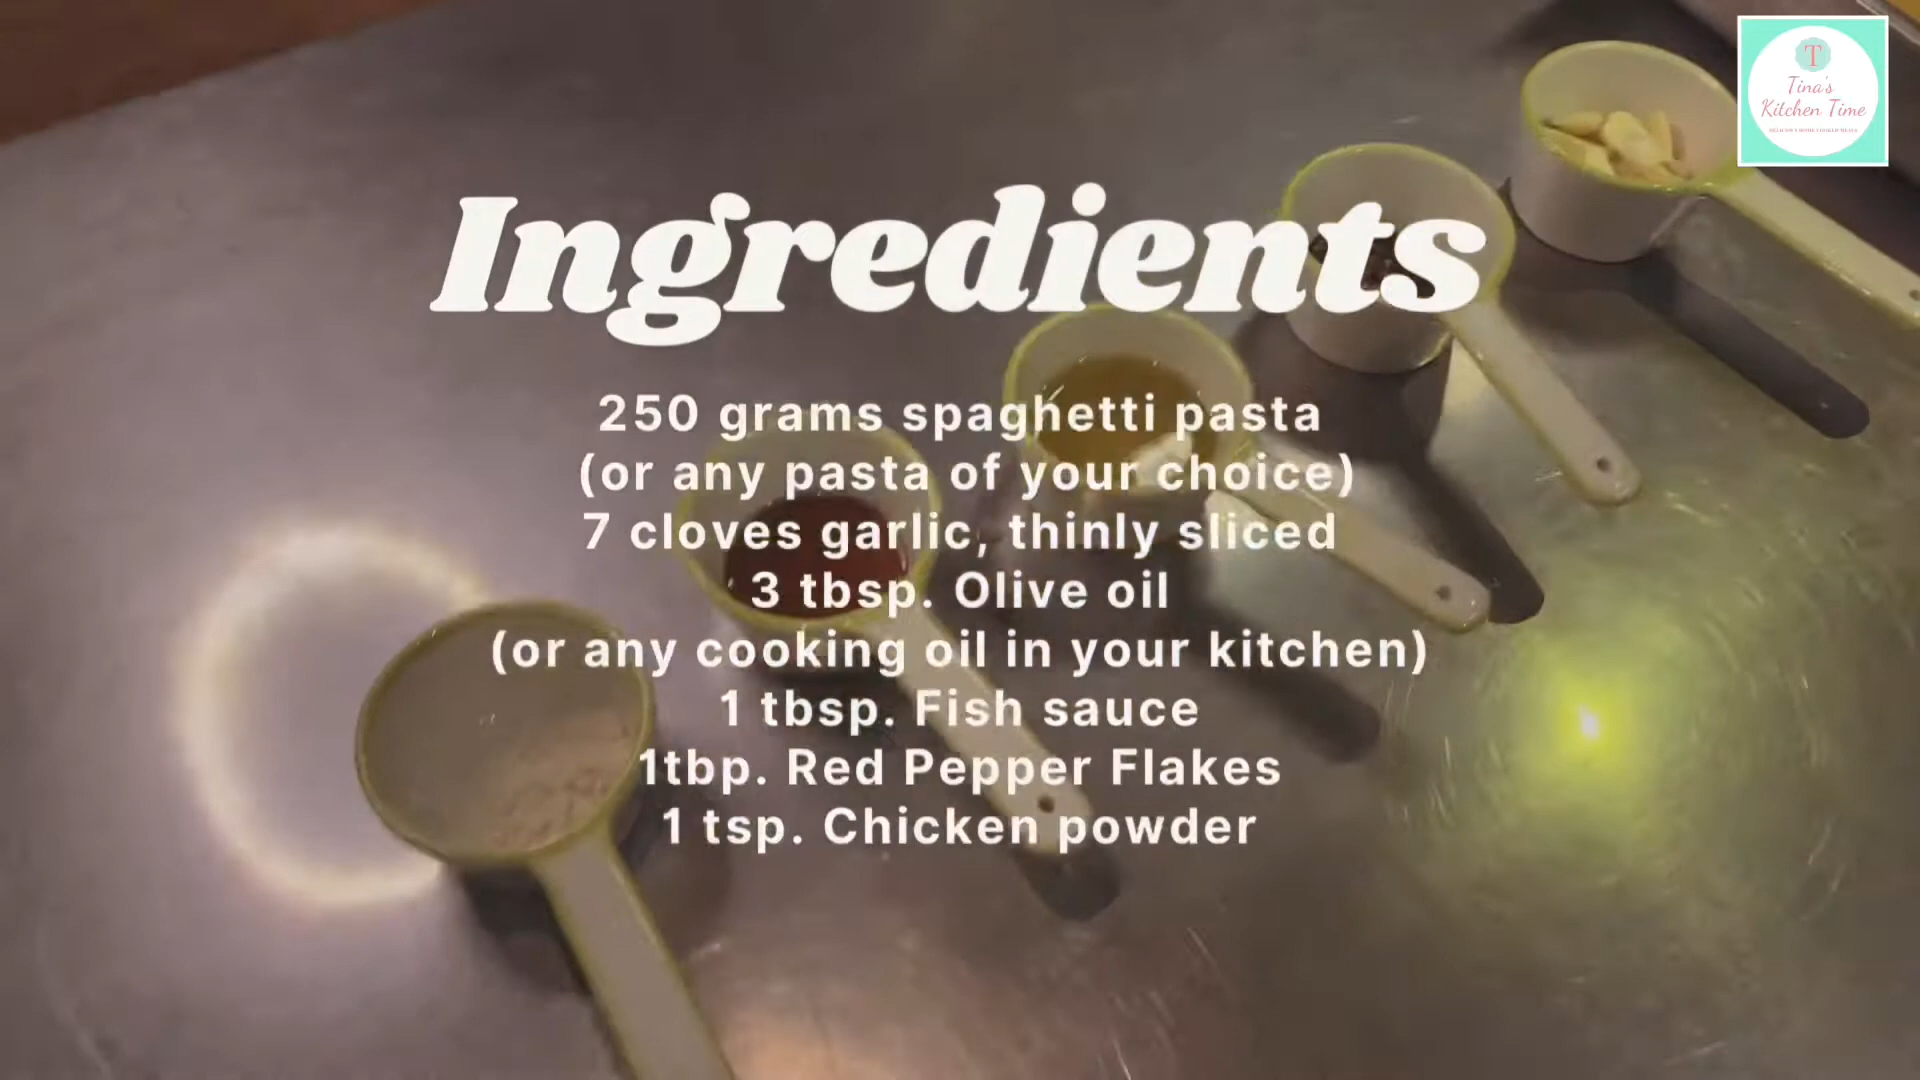 T
Tina's
Kitchen Time
Ingredients
250 grams spaghetti pasta
(or any pasta of your choice)
7 cloves garlic, thinly sliced
3 tbsp. Olive oil
(or any cooking oil in your kitchen)
1 tbsp. Fish sauce
1tbp. Red Pepper Flakes
1 tsp. Chicken powder